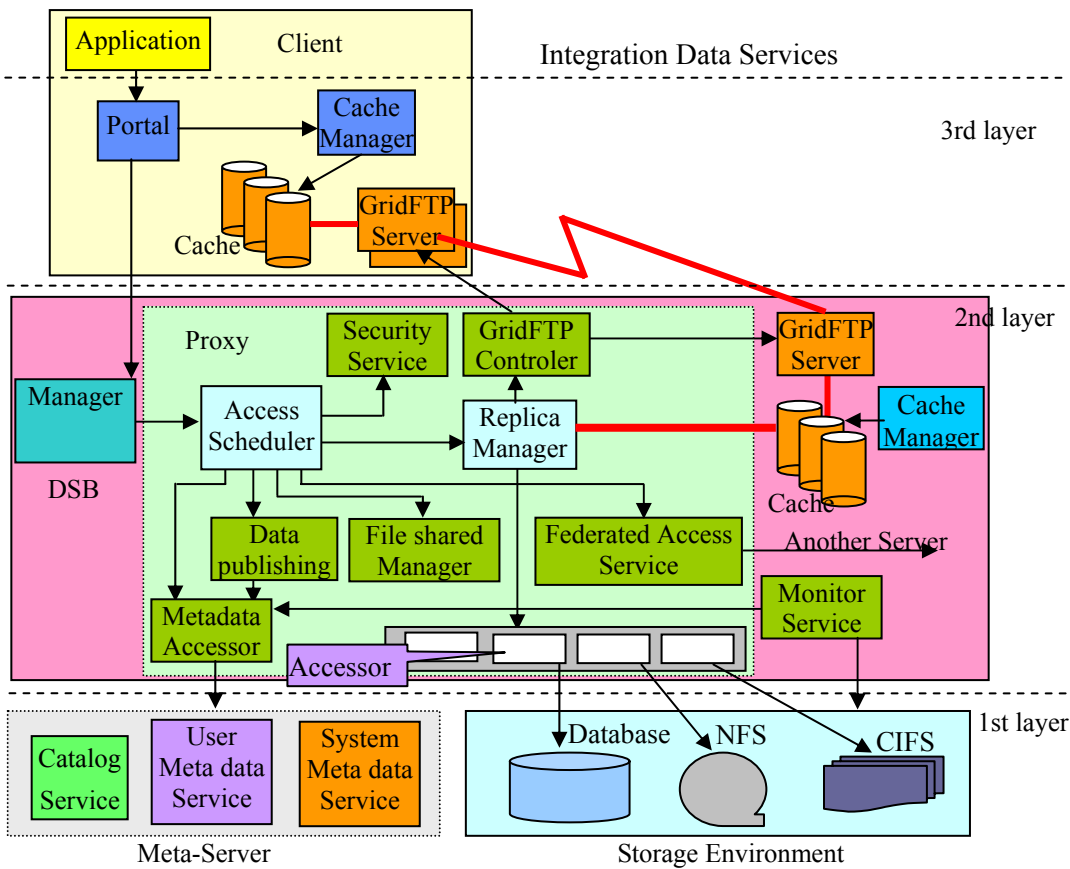 Application
Client
Integration Data Services
Portal
Cache
Manager
3rd layer
GridFTP
Server
Cache
2nd layer
Proxy
Security
Service
GridFTP
Controler
GridFTP
Server
Manager
Access
Scheduler
Replica
Manager
Cache
Manager
DSB
Cache
Data
publishing
File shared
Manager
Federated Access
Service
Another Server
Metadata
Accessor
Monitor
Service
Accessor
1st layer
Catalog
Service
User
Meta data
Service
System
Meta data
Service
Database
NFS
CIFS
Meta-Server
Storage Environment